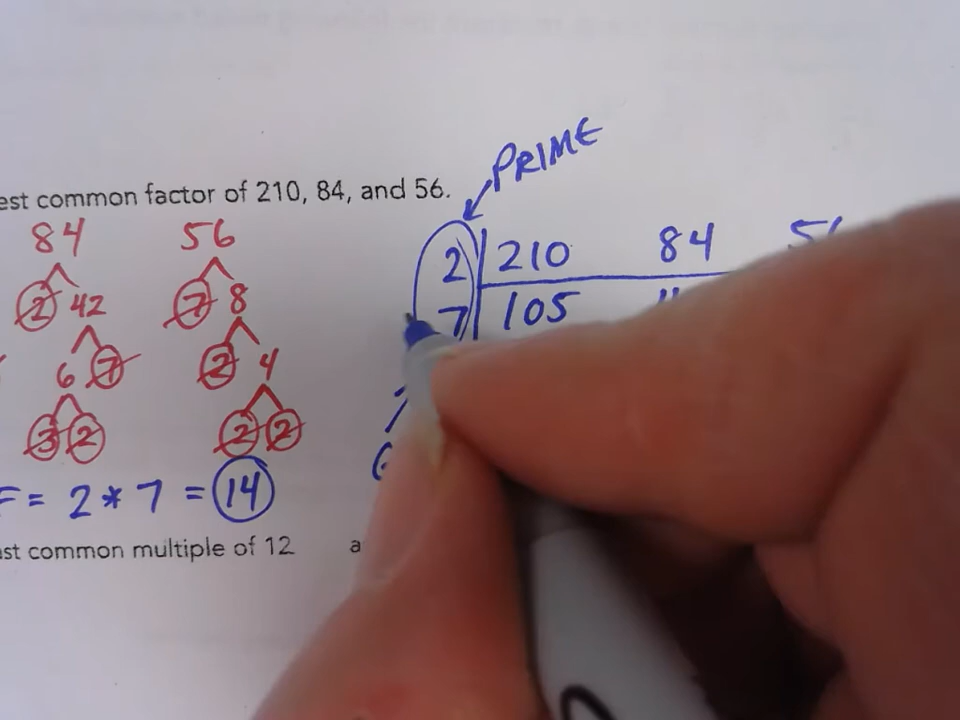 PRIME
est common factor of 210, 84, and 56.
84 56 2 210 84
2 42 7 8 7 105
6 7 2 4
3 2 2 2
F = 2 * 7 = 14
st common multiple of 12 a